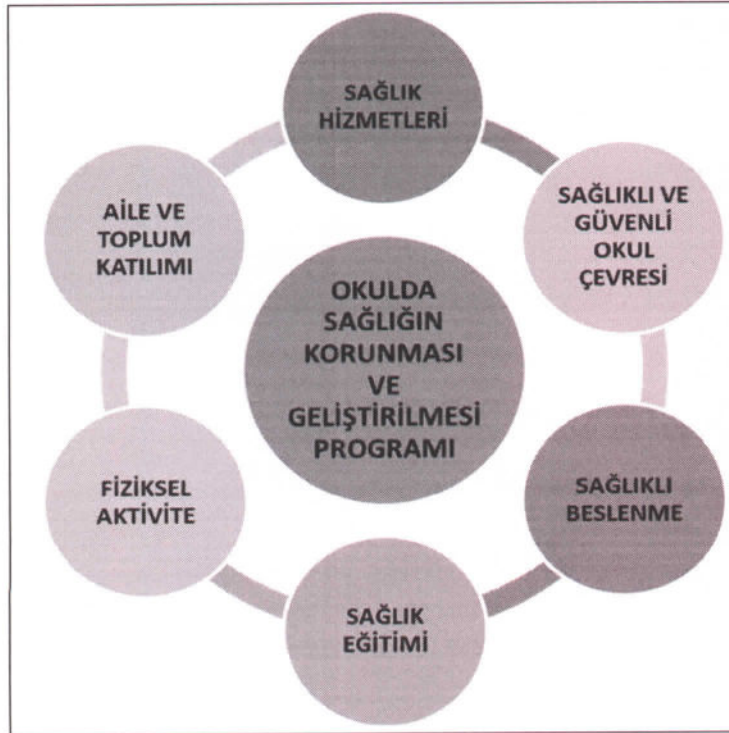 SAĞLIK
HİZMETLERİ
SAĞLIKLI VE
GÜVENLİ
OKUL
ÇEVRESİ
SAĞLIKLI
BESLENME
SAĞLIK
EĞİTİMİ
FİZİKSEL
AKTİVİTE
AİLE VE
TOPLUM
KATILIMI
OKULDA
SAĞLIĞIN
KORUNMASI
VE
GELİŞTİRİLMESİ
PROGRAMI